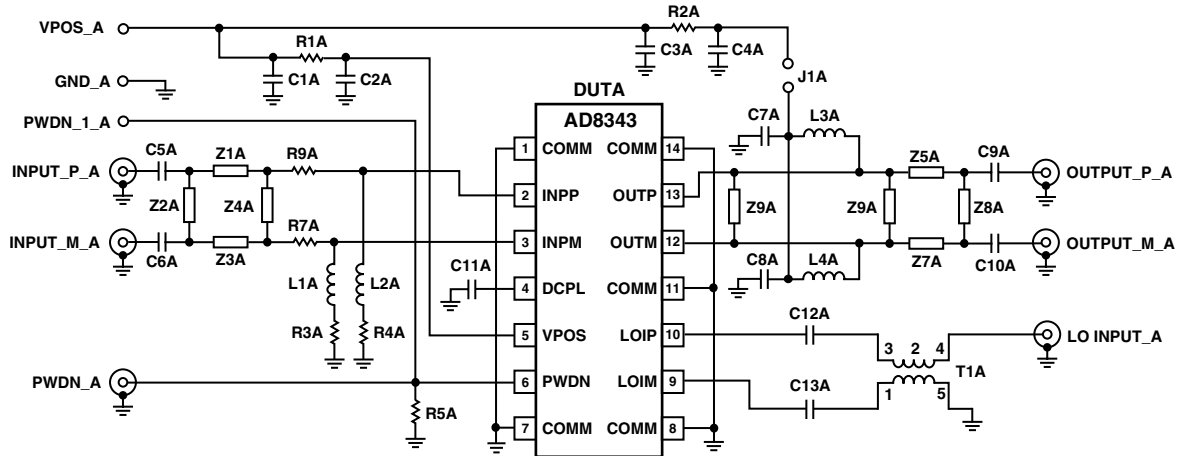 VPOS_A
R2A
R1A
C3A C4A
GND_A
C1A C2A
J1A
DUTA
PWDN_1_A
AD8343
C7A L3A
C5A Z1A R9A
1 COMM COMM 14
Z5A C9A
INPUT_P_A
OUTPUT_P_A
2 INPP OUTP 13
Z2A Z4A
Z9A Z9A Z8A
R7A
INPUT_M_A
3 INPM OUTM 12
OUTPUT_M_A
C6A Z3A
C11A
C8A L4A
Z7A C10A
L1A L2A
4 DCPL COMM 11
C12A
R3A R4A
5 VPOS LOIP 10
3 2 4
LO INPUT_A
T1A
PWDN_A
6 PWDN LOIM 9
C13A
1 5
R5A
7 COMM COMM 8